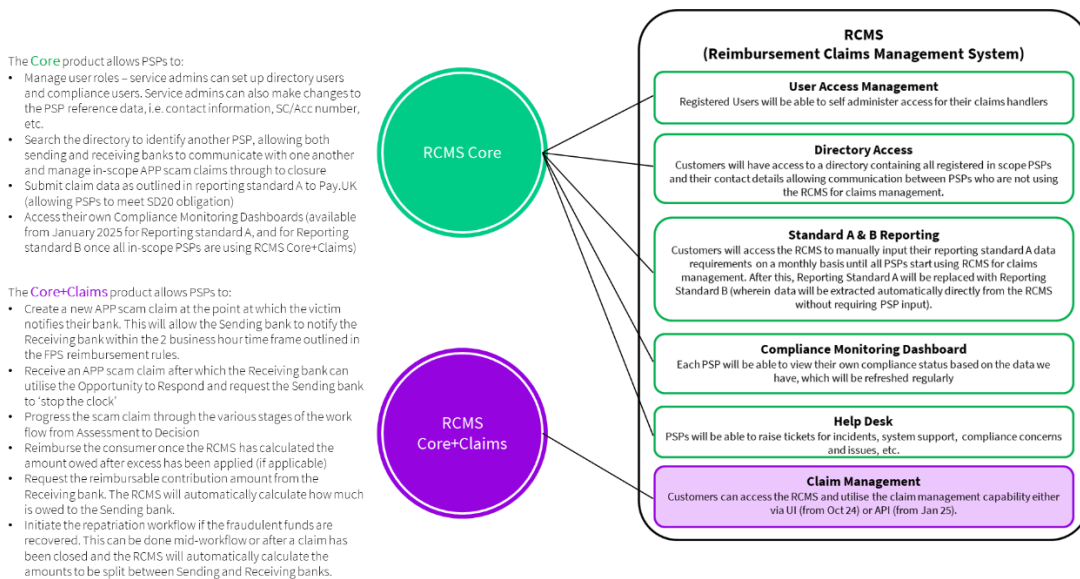 The Core product allows PSPs to:
• Manage user roles – service admins can set up directory users
and compliance users. Service admins can also make changes to
the PSP reference data, i.e. contact information, SC/Acc number,
etc.
• Search the directory to identify another PSP, allowing both
sending and receiving banks to communicate with one another
and manage in-scope APP scam claims through to closure
• Submit claim data as outlined in reporting standard A to Pay.UK
(allowing PSPs to meet SD20 obligation)
• Access their own Compliance Monitoring Dashboards (available
from January 2025 for Reporting standard A, and for Reporting
standard B once all in-scope PSPs are using RCMS Core+Claims)
The Core+Claims product allows PSPs to:
• Create a new APP scam claim at the point at which the victim
notifies their bank. This will allow the Sending bank to notify the
Receiving bank within the 2 business hour time frame outlined in
the FPS reimbursement rules.
• Receive an APP scam claim after which the Receiving bank can
utilise the Opportunity to Respond and request the Sending bank
to ‘stop the clock’
• Progress the scam claim through the various stages of the work
flow from Assessment to Decision
• Reimburse the consumer once the RCMS has calculated the
amount owed after excess has been applied (if applicable)
• Request the reimbursable contribution amount from the
Receiving bank. The RCMS will automatically calculate how much
is owed to the Sending bank.
• Initiate the repatriation workflow if the fraudulent funds are
recovered. This can be done mid-workflow or after a claim has
been closed and the RCMS will automatically calculate the
amounts to be split between Sending and Receiving banks.
RCMS Core
RCMS
Core+Claims
RCMS
(Reimbursement Claims Management System)
User Access Management
Registered Users will be able to self administer access for their claims handlers
Directory Access
Customers will have access to a directory containing all registered in scope PSPs
and their contact details allowing communication between PSPs who are not using
the RCMS for claims management.
Standard A & B Reporting
Customers will access the RCMS to manually input their reporting standard A data
requirements on a monthly basis until all PSPs start using RCMS for claims
management. After this, Reporting Standard A will be replaced with Reporting
Standard B (wherein data will be extracted automatically directly from the RCMS
without requiring PSP input).
Compliance Monitoring Dashboard
Each PSP will be able to view their own compliance status based on the data we
have, which will be refreshed regularly
Help Desk
PSPs will be able to raise tickets for incidents, system support, compliance concerns
and issues, etc.
Claim Management
Customers can access the RCMS and utilise the claim management capability either
via UI (from Oct 24) or API (from Jan 25).